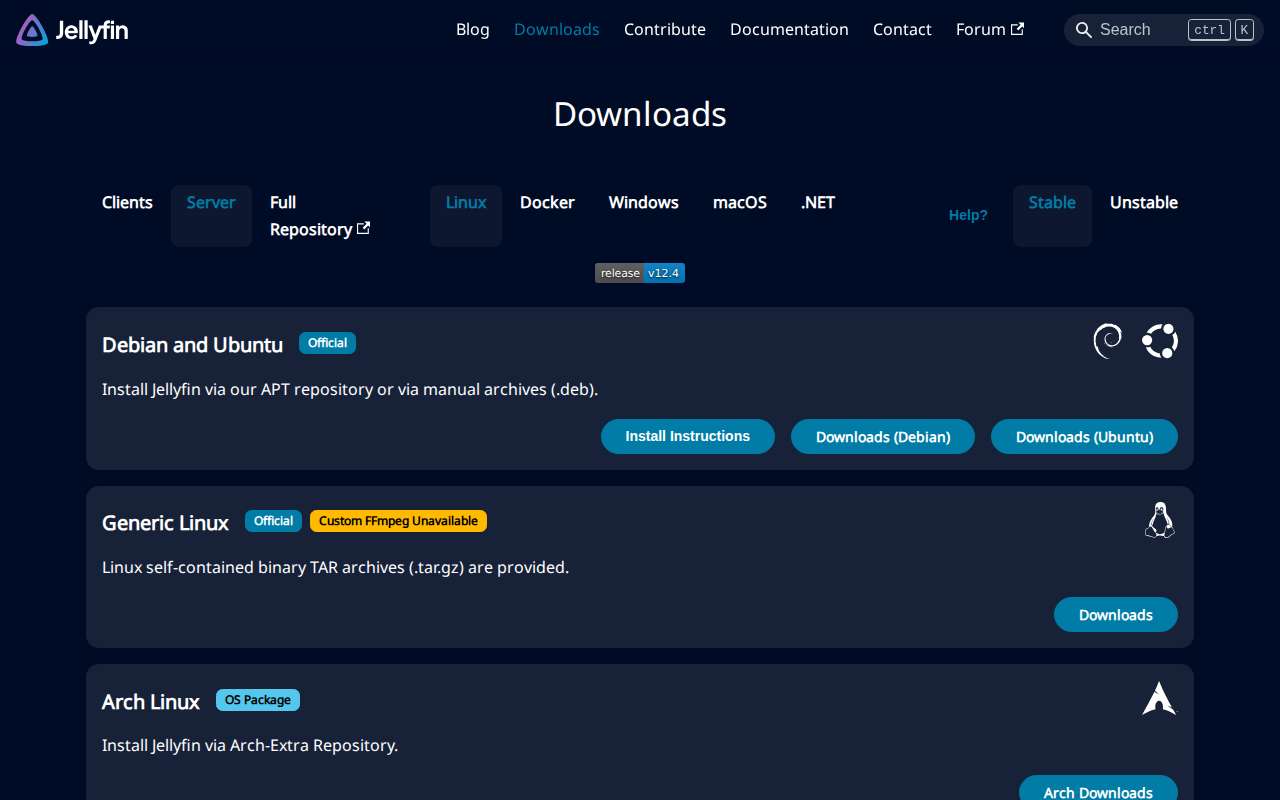 Jellyfin Blog Downloads Contribute Documentation Contact Forum Search ctrl K
Downloads
Clients Server Full Repository Linux Docker Windows macOS .NET Help? Stable Unstable
release v12.4
Debian and Ubuntu Official
Install Jellyfin via our APT repository or via manual archives (.deb).
Install Instructions Downloads (Debian) Downloads (Ubuntu)
Generic Linux Official Custom FFmpeg Unavailable
Linux self-contained binary TAR archives (.tar.gz) are provided.
Downloads
Arch Linux OS Package
Install Jellyfin via Arch-Extra Repository.
Arch Downloads